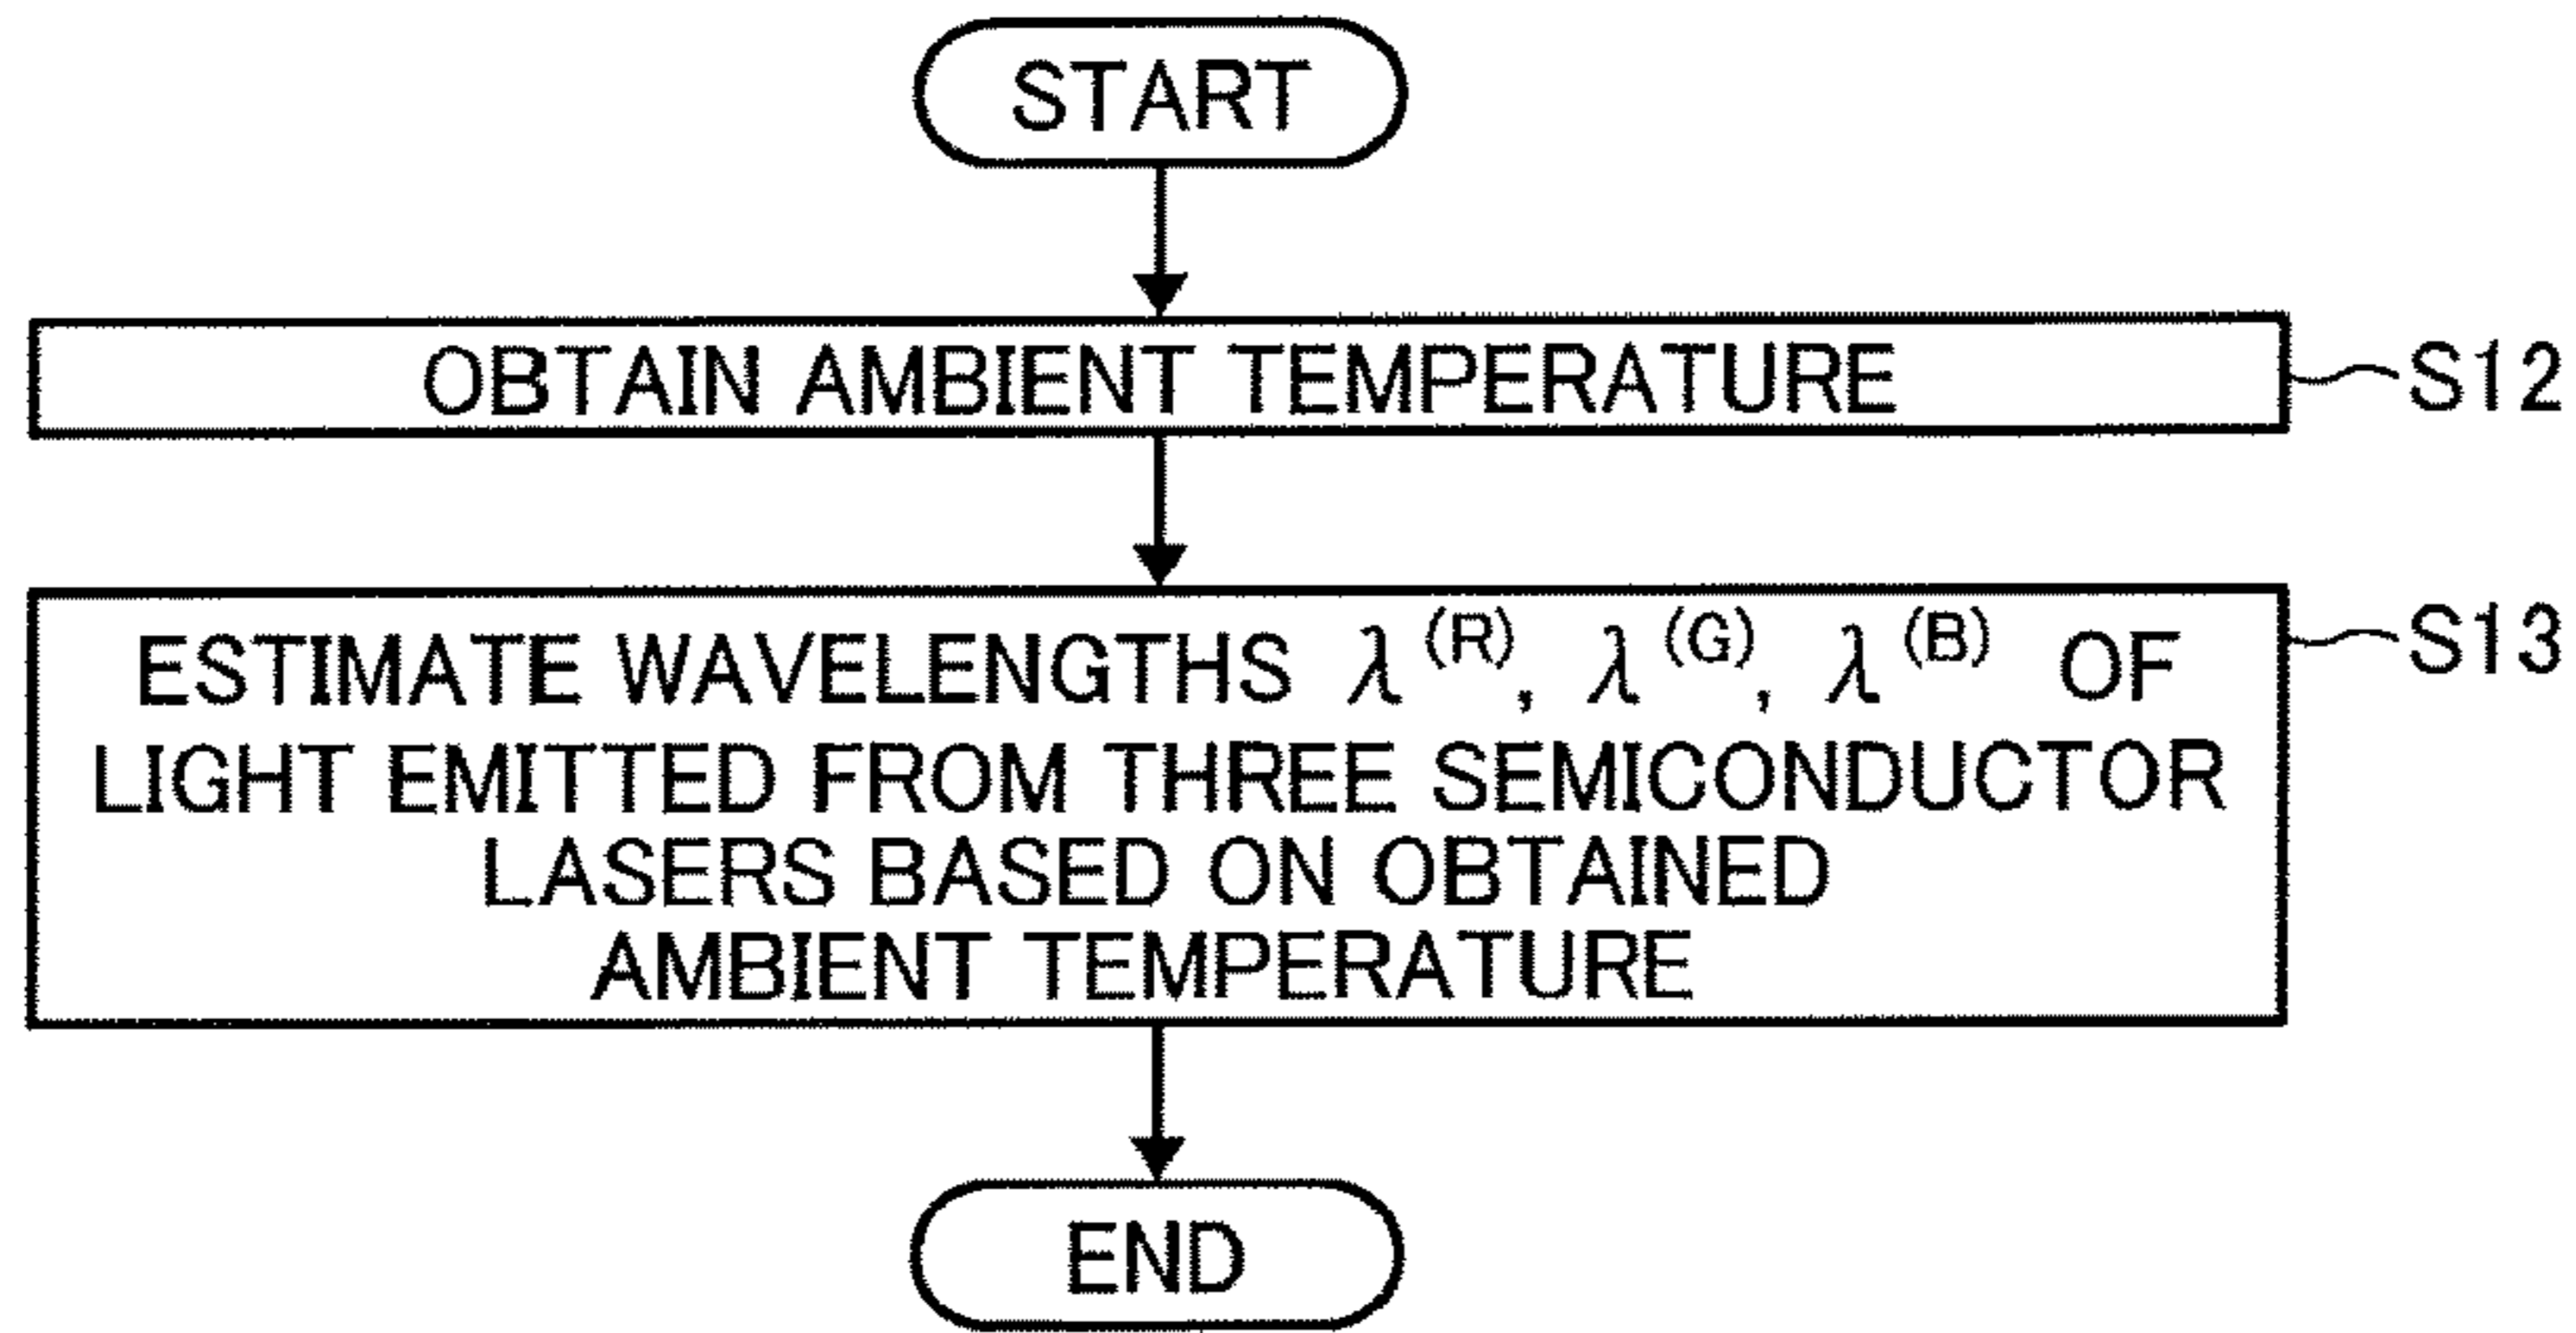 START
OBTAIN AMBIENT TEMPERATURE
S12
ESTIMATE WAVELENGTHS λ(R), λ(G), λ(B) OF
S13
LIGHT EMITTED FROM THREE SEMICONDUCTOR
LASERS BASED ON OBTAINED
AMBIENT TEMPERATURE
END